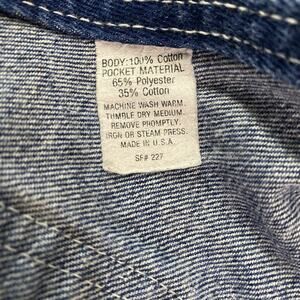 BODY: 100% Cotton
POCKET MATERIAL
65% Polyester
35% Cotton
MACHINE WASH WARM.
TUMBLE DRY MEDIUM.
REMOVE PROMPTLY.
IRON OR STEAM PRESS.
MADE IN U.S.A.
SF# 227